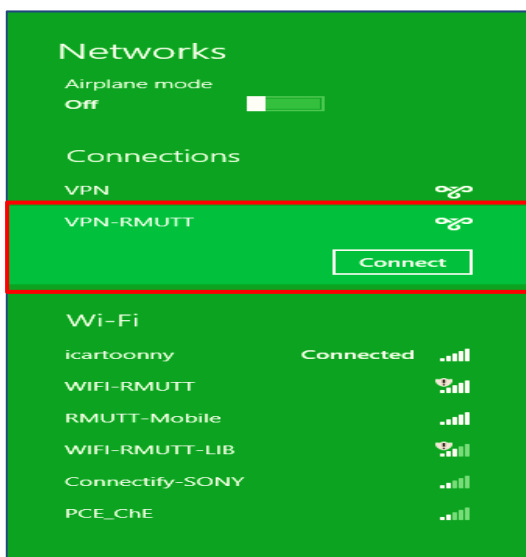 Networks
Airplane mode
Off
Connections
VPN
VPN-RMUTT
Connect
Wi-Fi
icartoonny Connected
WIFI-RMUTT
RMUTT-Mobile
WIFI-RMUTT-LIB
Connectify-SONY
PCE_ChE